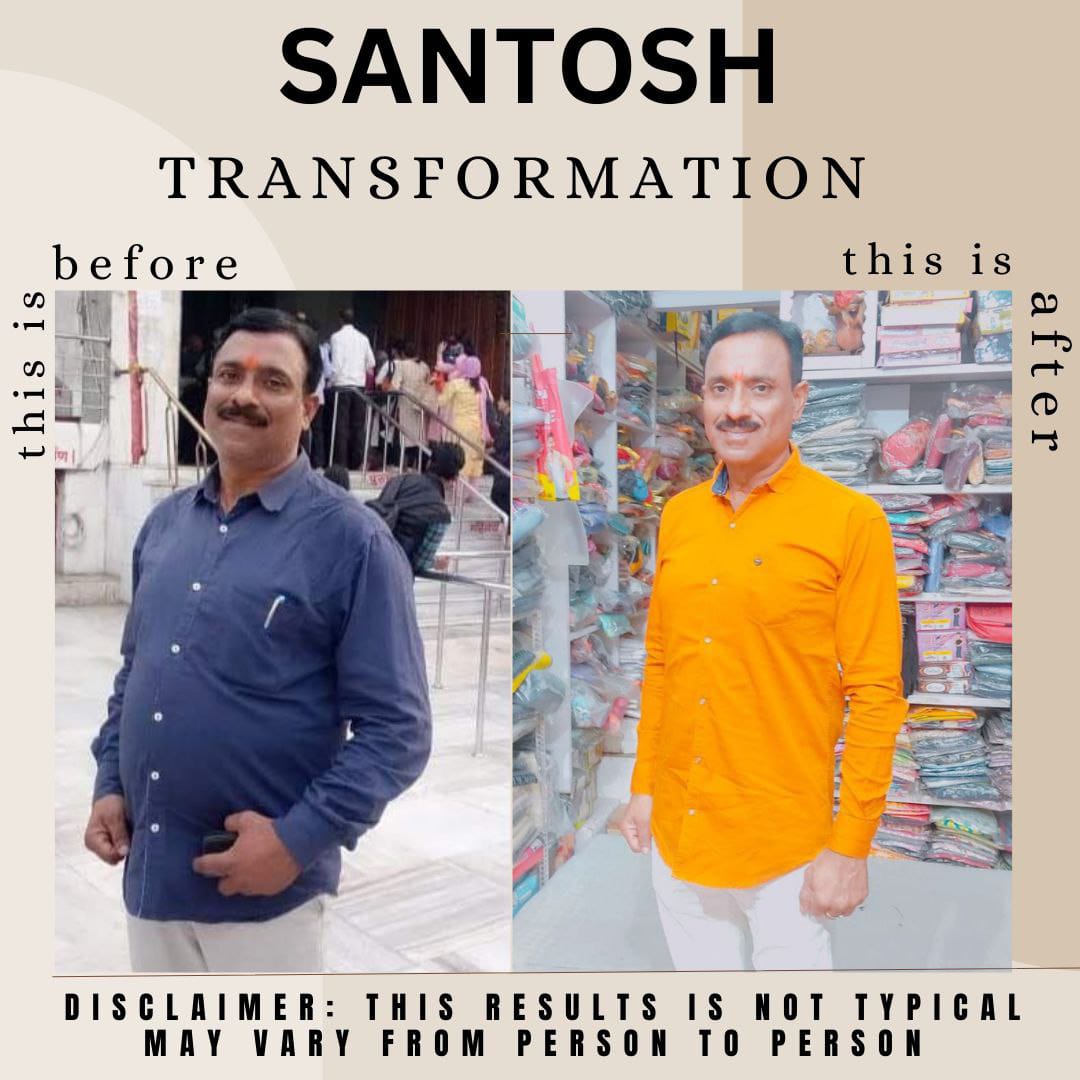 SANTOSH
TRANSFORMATION
this is
before
this is
after
DISCLAIMER: THIS RESULTS IS NOT TYPICAL
MAY VARY FROM PERSON TO PERSON